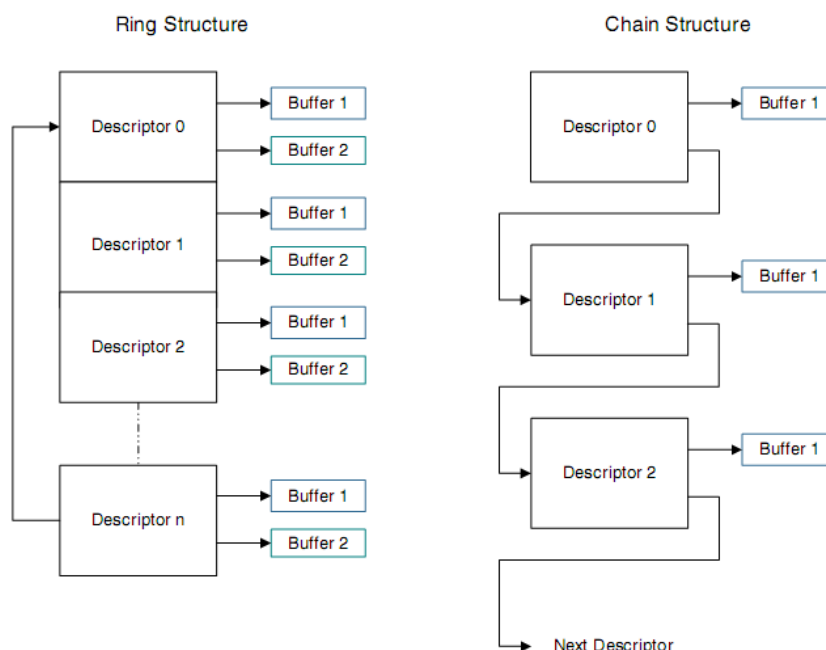 Ring Structure
Descriptor 0
Buffer 1
Buffer 2
Descriptor 1
Buffer 1
Buffer 2
Descriptor 2
Buffer 1
Buffer 2
Descriptor n
Buffer 1
Buffer 2
Chain Structure
Descriptor 0
Buffer 1
Descriptor 1
Buffer 1
Descriptor 2
Buffer 1
Next Descriptor